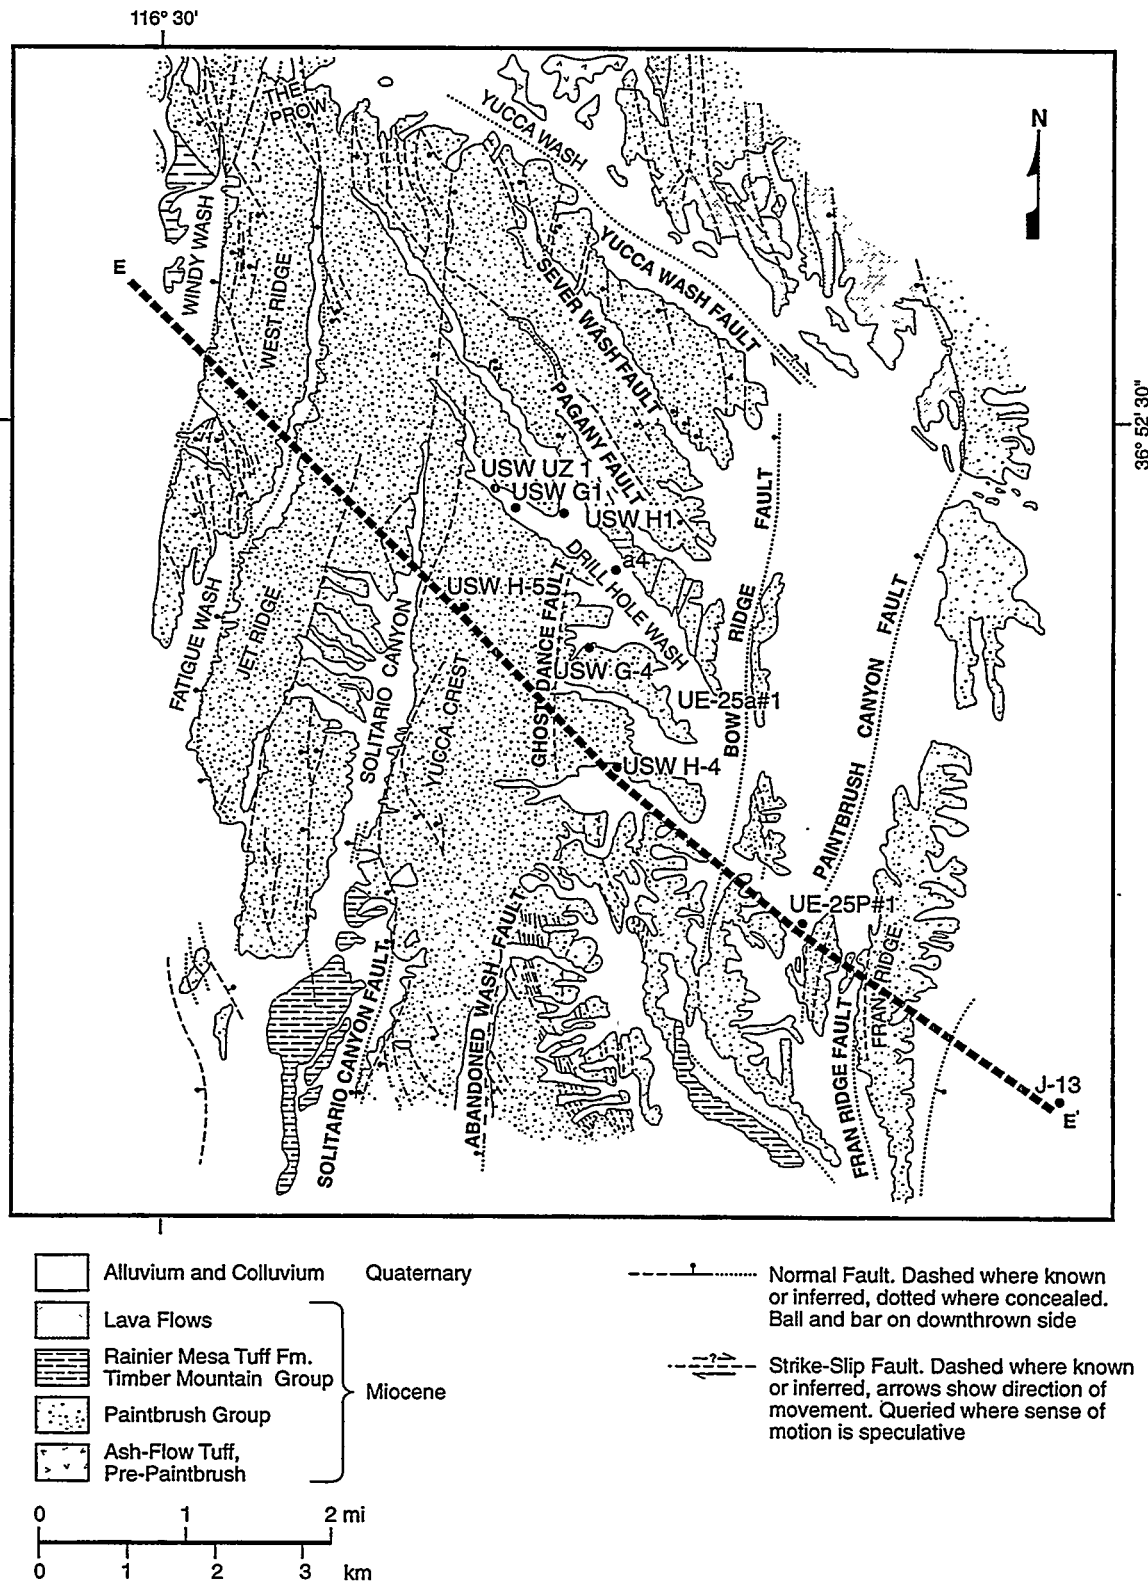 116° 30'
THE
PROW
YUCCA WASH
N
WINDY WASH
E
WEST RIDGE
YUCCA WASH FAULT
SEVER WASH FAULT
36° 52' 30"
PAGANY FAULT
USW UZ 1
USW G1
USW H1
DRILL HOLE WASH
a4
BOW RIDGE FAULT
USW H-5
FATIGUE WASH
JET RIDGE
SOLITARIO CANYON
YUCCA CREST
GHOST DANCE FAULT
USW G-4
UE-25a#1
PAINTBRUSH CANYON FAULT
USW H-4
UE-25P#1
ABANDONED WASH FAULT
SOLITARIO CANYON FAULT
FRAN RIDGE
FRAN RIDGE FAULT
J-13
E'
Alluvium and Colluvium Quaternary
Lava Flows
Rainier Mesa Tuff Fm.
Timber Mountain Group
Miocene
Paintbrush Group
Ash-Flow Tuff,
Pre-Paintbrush
Normal Fault. Dashed where known
or inferred, dotted where concealed.
Ball and bar on downthrown side
?
Strike-Slip Fault. Dashed where known
or inferred, arrows show direction of
movement. Queried where sense of
motion is speculative
0 1 2 mi
0 1 2 3 km